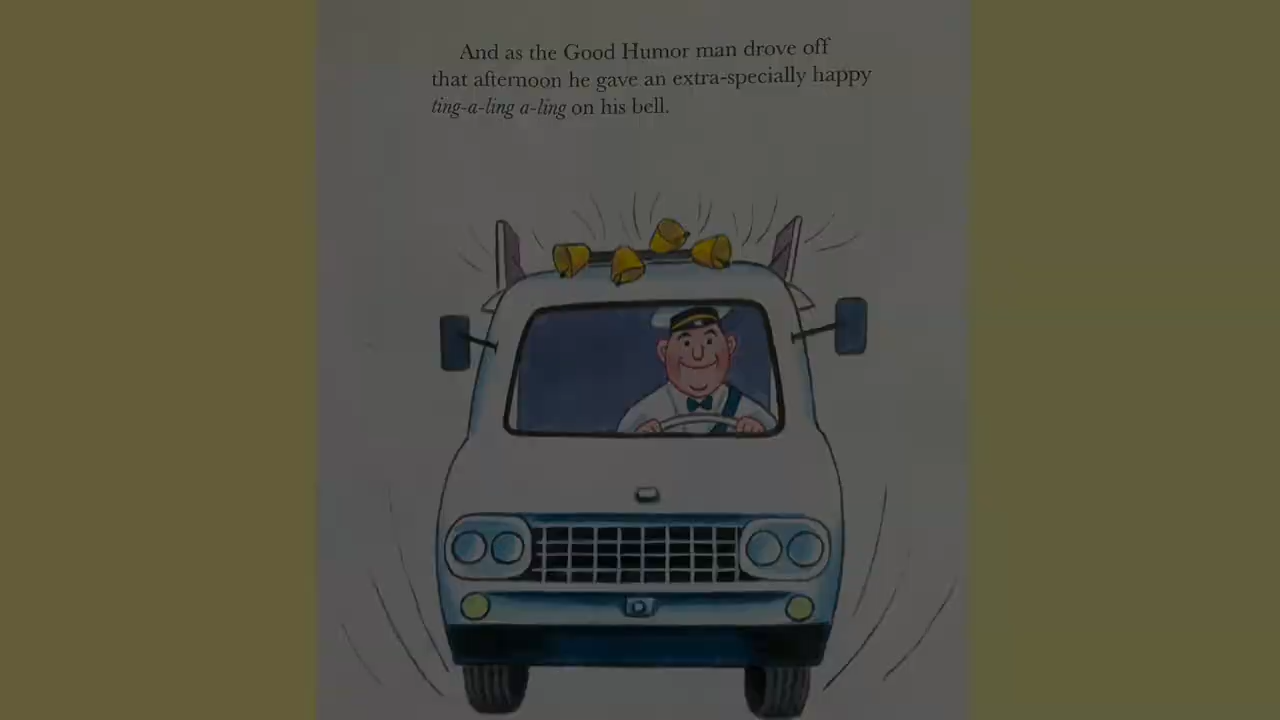 And as the Good Humor man drove off
that afternoon he gave an extra-specially happy
ting-a-ling a-ling on his bell.